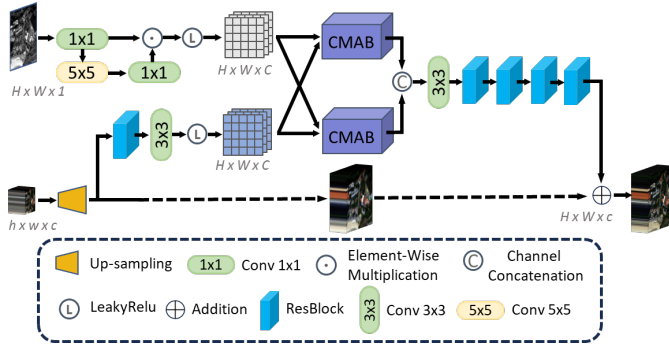 1x1
5x5
1x1
L
H x W x 1
H x W x C
CMAB
CMAB
C
3x3
3x3
L
H x W x C
h x w x c
H x W x c
Up-sampling
1x1
Conv 1x1
Element-Wise
Multiplication
C
Channel
Concatenation
L
LeakyRelu
Addition
ResBlock
3x3
Conv 3x3
5x5
Conv 5x5